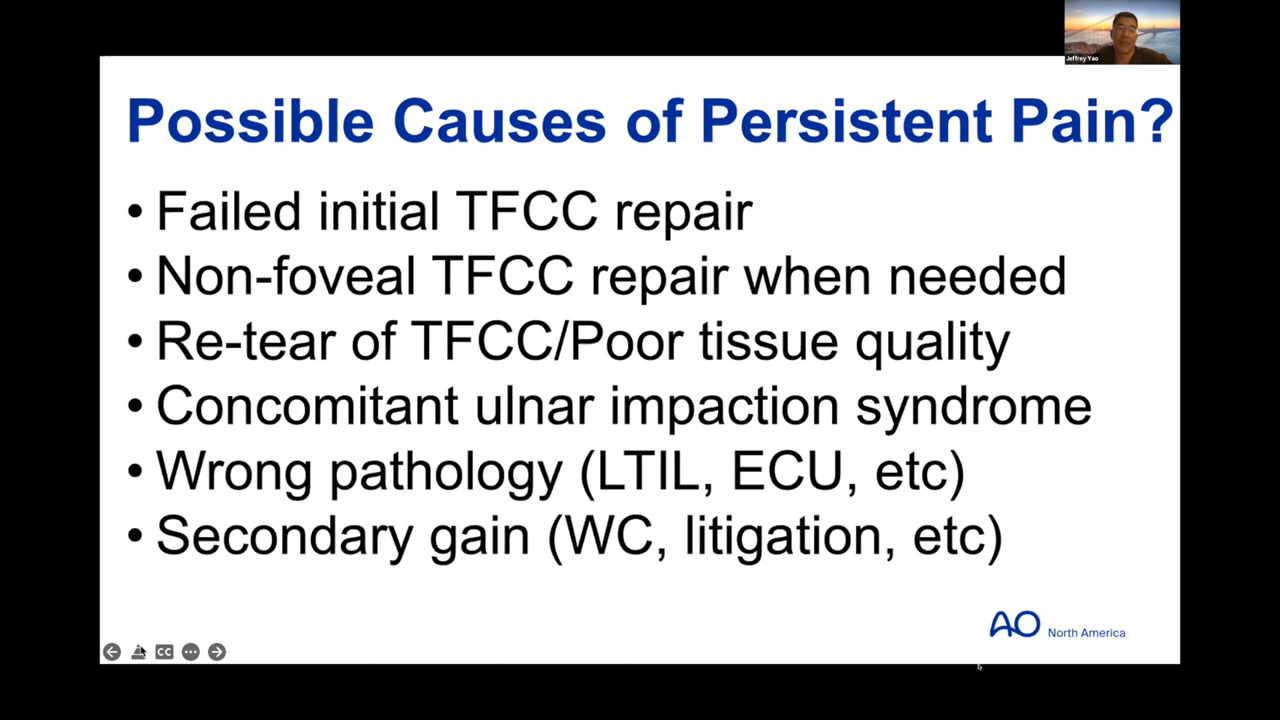 Jeffrey Yao
Possible Causes of Persistent Pain?
• Failed initial TFCC repair
• Non-foveal TFCC repair when needed
• Re-tear of TFCC/Poor tissue quality
• Concomitant ulnar impaction syndrome
• Wrong pathology (LTIL, ECU, etc)
• Secondary gain (WC, litigation, etc)
AO North America
CC